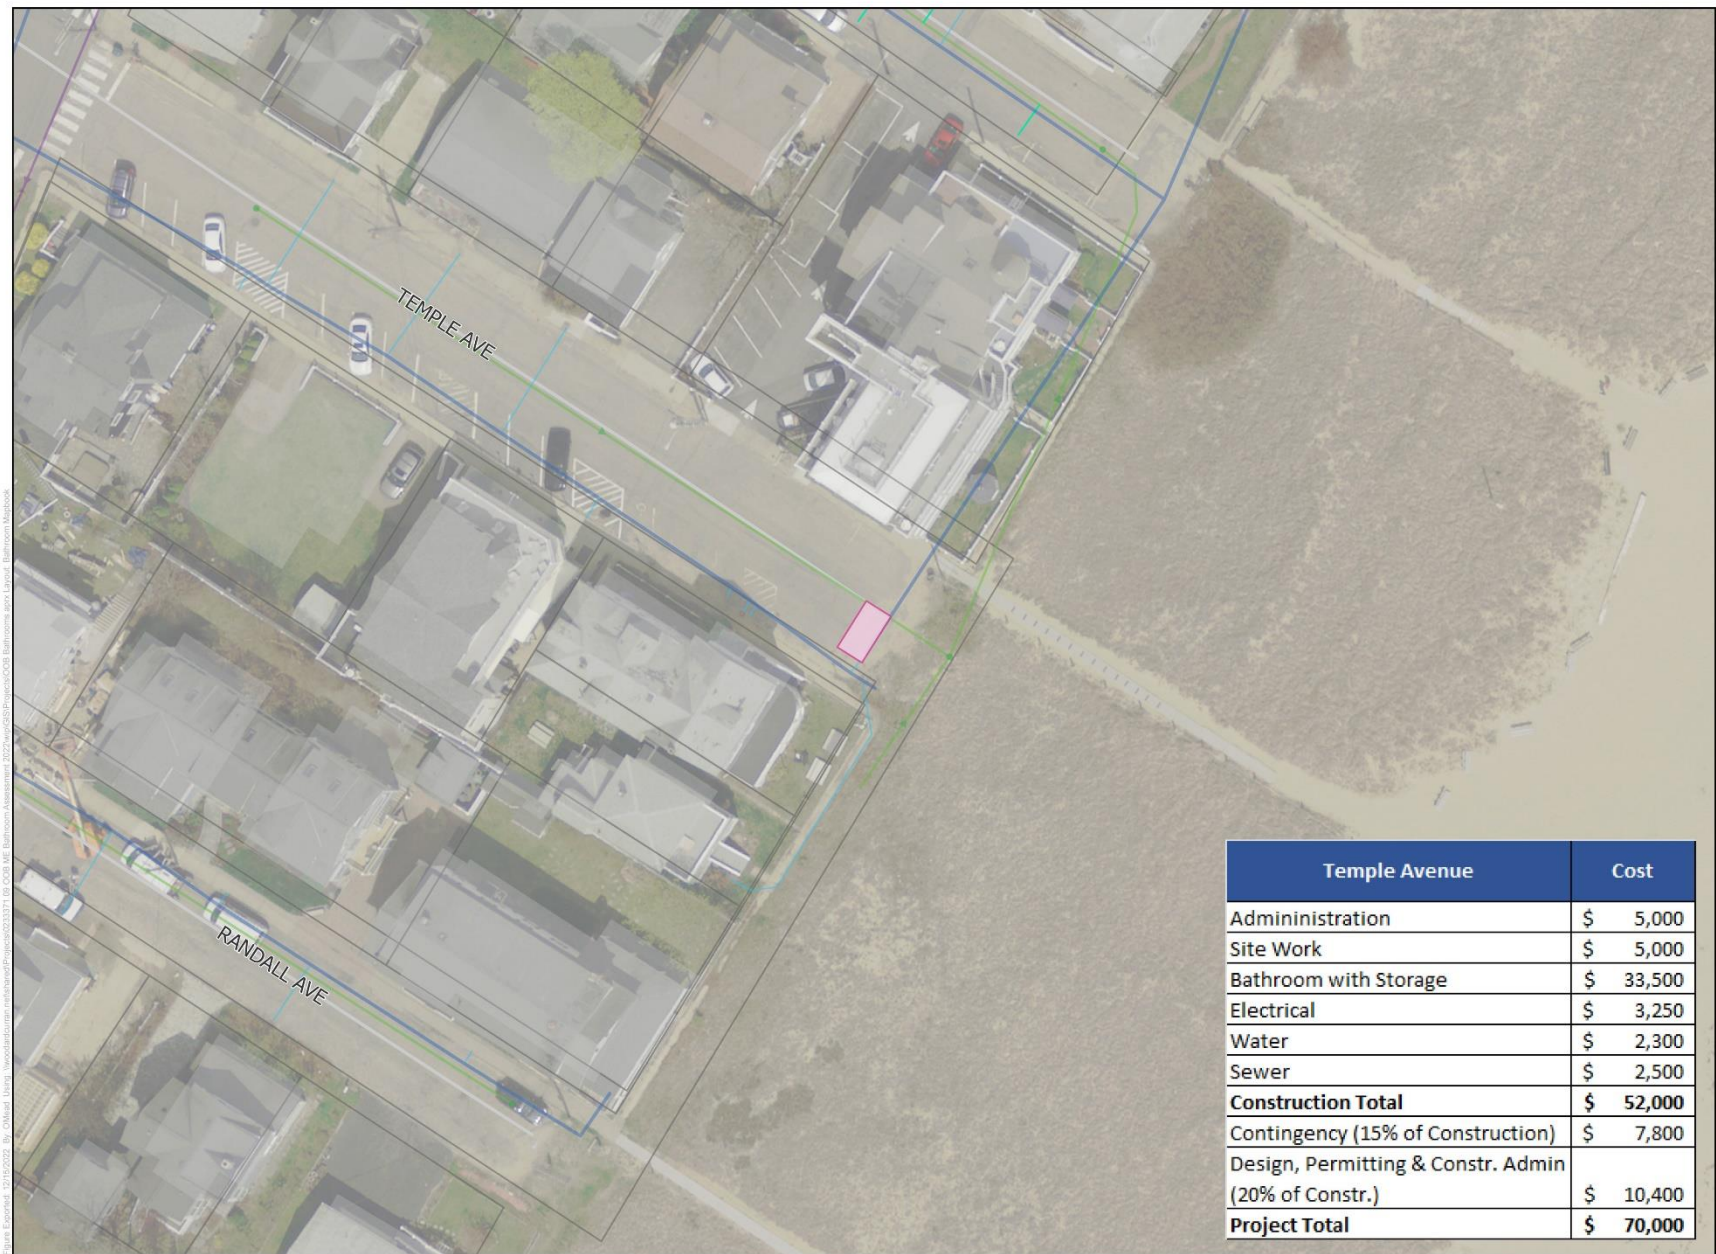 TEMPLE AVE
RANDALL AVE
Temple Avenue Cost
Admininistration $ 5,000
Site Work $ 5,000
Bathroom with Storage $ 33,500
Electrical $ 3,250
Water $ 2,300
Sewer $ 2,500
Construction Total $ 52,000
Contingency (15% of Construction) $ 7,800
Design, Permitting & Constr. Admin
(20% of Constr.) $ 10,400
Project Total $ 70,000